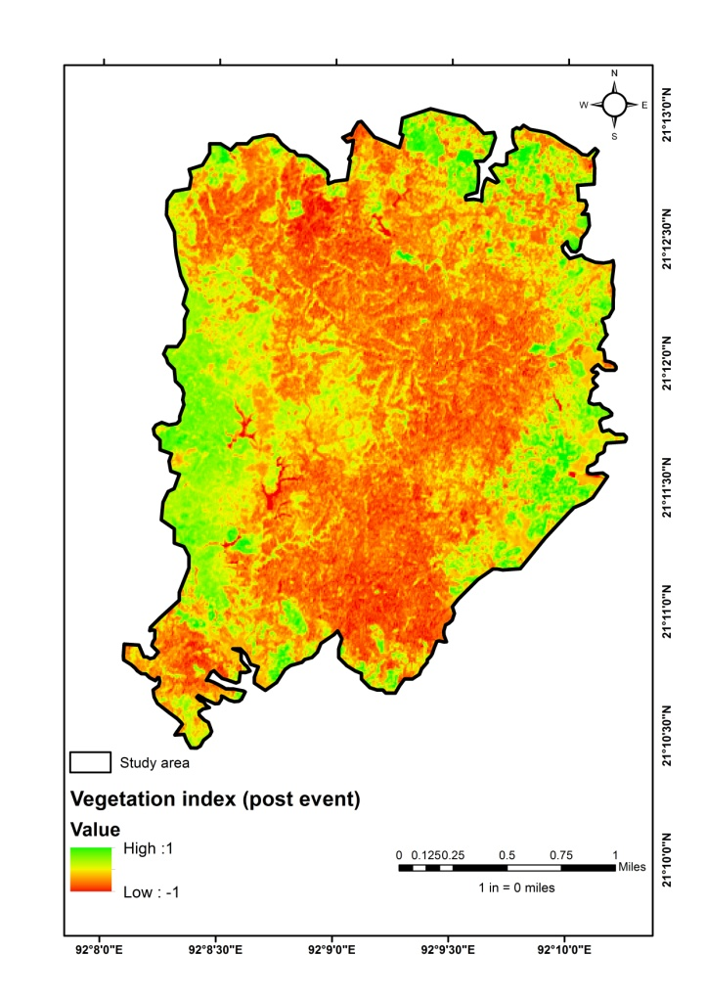 N
W E
S
21°13'0"N
21°12'30"N
21°12'0"N
21°11'30"N
21°11'0"N
21°10'30"N
21°10'0"N
Study area
Vegetation index (post event)
Value
High :1
Low : -1
0 0.1250.25 0.5 0.75 1
Miles
1 in = 0 miles
92°8'0"E 92°8'30"E 92°9'0"E 92°9'30"E 92°10'0"E